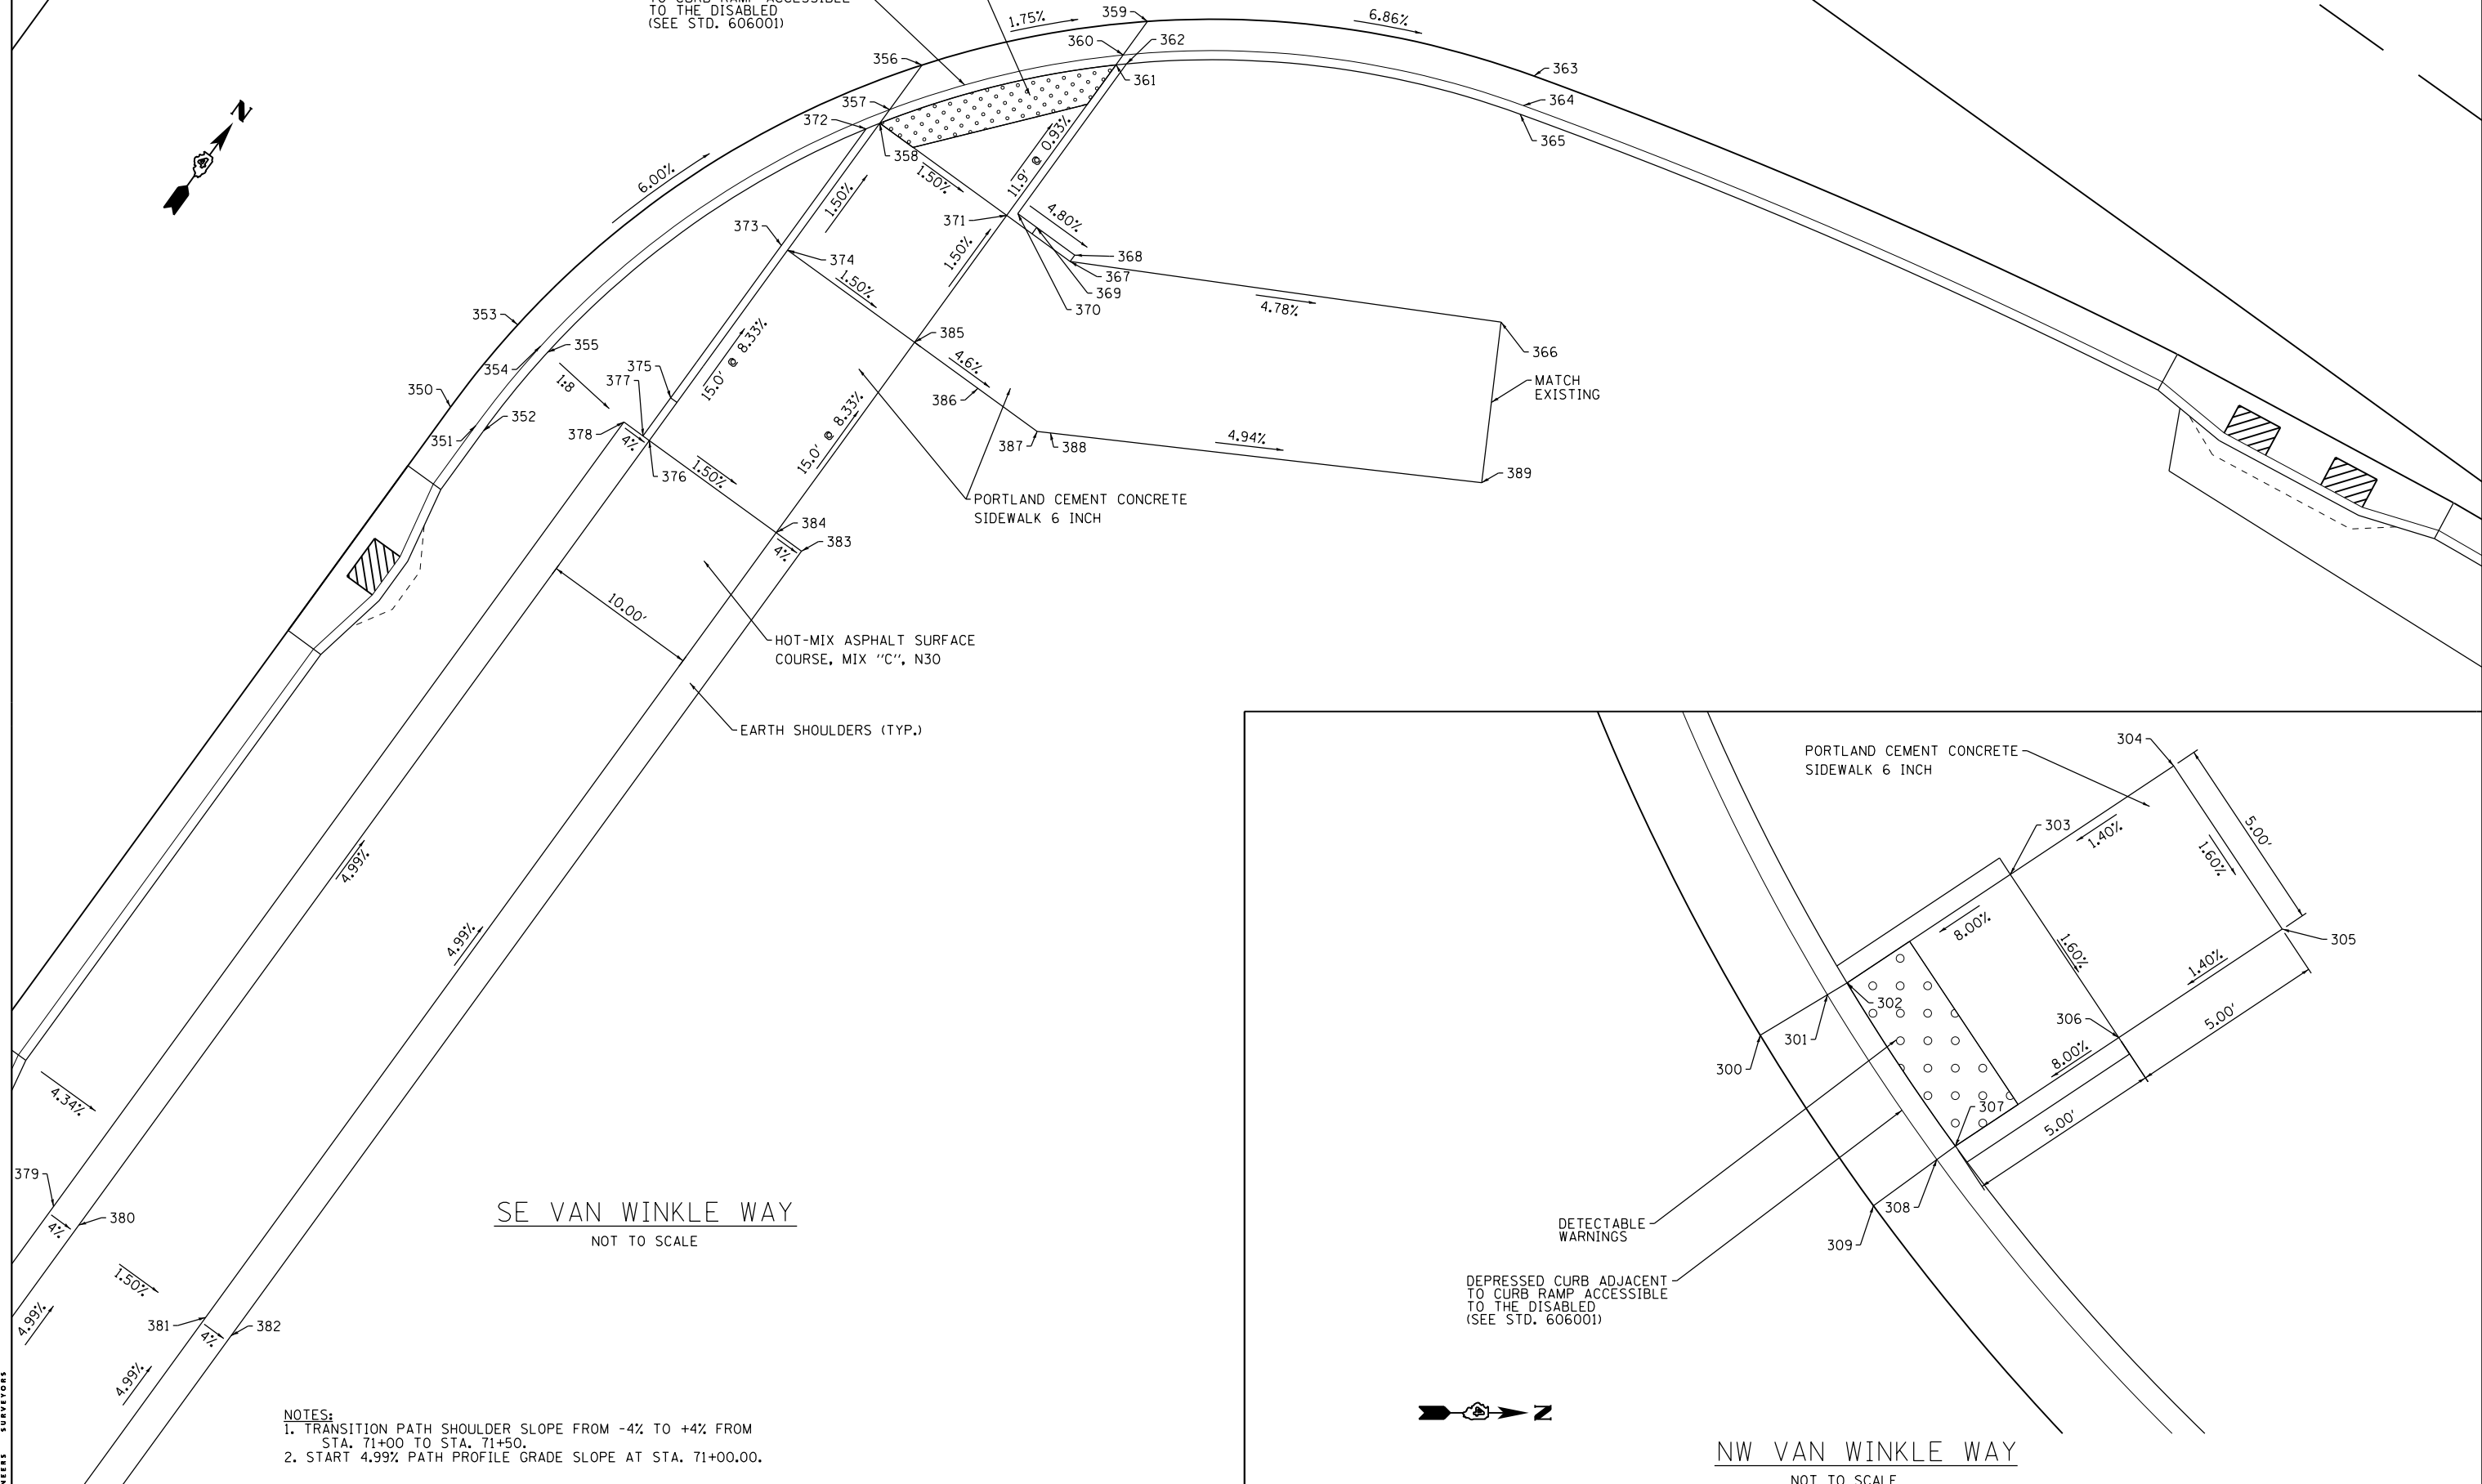 TO CURB RAMP ACCESSIBLE
TO THE DISABLED
(SEE STD. 606001)
1.75%
359
6.86%
360
362
356
361
363
357
364
372
358
365
N
11.9' @ 0.93%
1.50%
6.00%
1.50%
4.80%
371
373
368
374
367
1.50%
369
1.50%
370
4.78%
353
385
355
354
4.6%
366
375
1:8
377
15.0' @ 8.33%
MATCH
EXISTING
350
386
352
351
378
4%
15.0' @ 8.33%
387
388
4.94%
376
1.50%
389
PORTLAND CEMENT CONCRETE
SIDEWALK 6 INCH
384
383
4%
10.00'
HOT-MIX ASPHALT SURFACE
COURSE, MIX "C", N30
EARTH SHOULDERS (TYP.)
4.99%
4.99%
4.34%
379
380
4%
1.50%
4.99%
381
382
4%
4.99%
SE VAN WINKLE WAY
NOT TO SCALE
NOTES:
1. TRANSITION PATH SHOULDER SLOPE FROM -4% TO +4% FROM
STA. 71+00 TO STA. 71+50.
2. START 4.99% PATH PROFILE GRADE SLOPE AT STA. 71+00.00.
SURVEYORS
NEERS
PORTLAND CEMENT CONCRETE
SIDEWALK 6 INCH
304
303
1.40%
5.00'
1.60%
8.00%
1.60%
305
1.40%
302
301
306
5.00'
300
8.00%
307
5.00'
308
309
DETECTABLE
WARNINGS
DEPRESSED CURB ADJACENT
TO CURB RAMP ACCESSIBLE
TO THE DISABLED
(SEE STD. 606001)
N
NW VAN WINKLE WAY
NOT TO SCALE